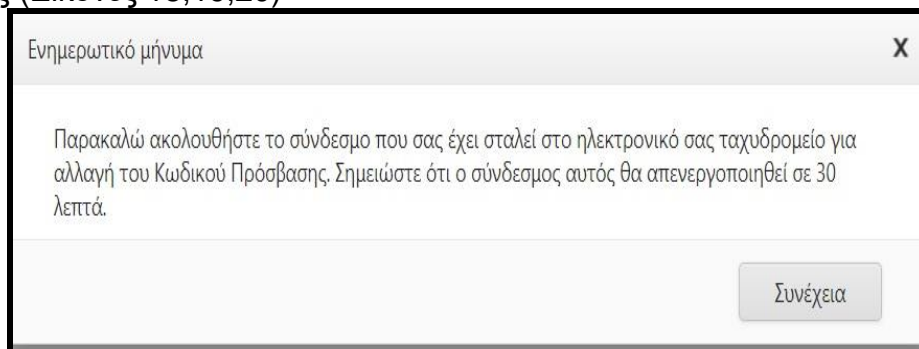 Ενημερωτικό μήνυμα X
Παρακαλώ ακολουθήστε το σύνδεσμο που σας έχει σταλεί στο ηλεκτρονικό σας ταχυδρομείο για
αλλαγή του Κωδικού Πρόσβασης. Σημειώστε ότι ο σύνδεσμος αυτός θα απενεργοποιηθεί σε 30
λεπτά.
Συνέχεια